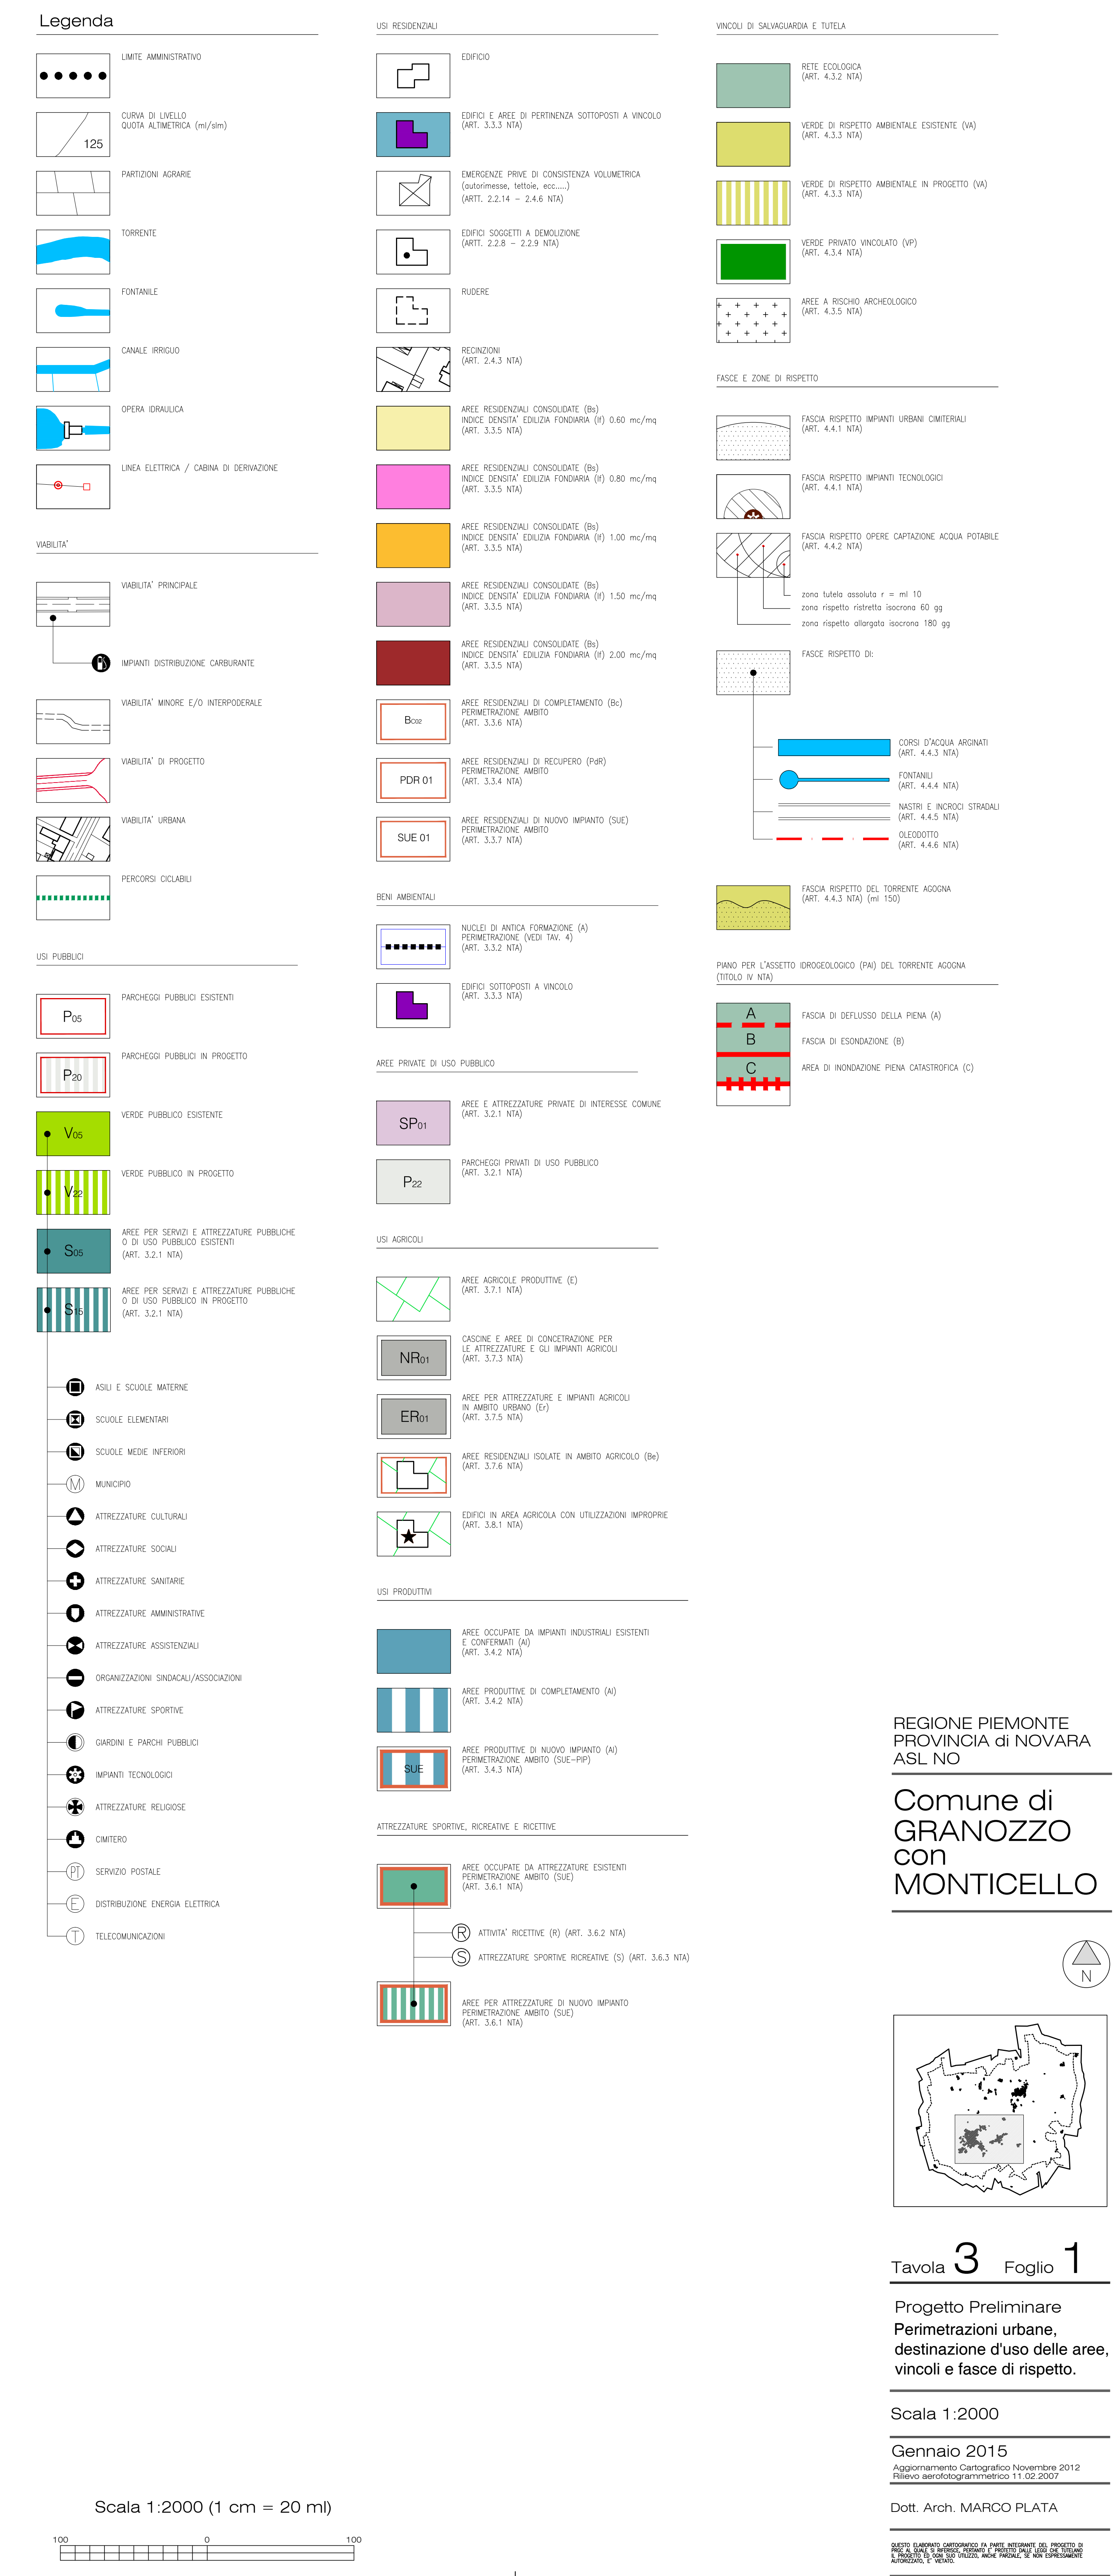 Legenda
LIMITE AMMINISTRATIVO
CURVA DI LIVELLO
QUOTA ALTIMETRICA (ml/slm)
125
PARTIZIONI AGRARIE
TORRENTE
FONTANILE
CANALE IRRIGUO
OPERA IDRAULICA
LINEA ELETTRICA / CABINA DI DERIVAZIONE
VIABILITA'
VIABILITA' PRINCIPALE
IMPIANTI DISTRIBUZIONE CARBURANTE
VIABILITA' MINORE E/O INTERPODERALE
VIABILITA' DI PROGETTO
VIABILITA' URBANA
PERCORSI CICLABILI
USI PUBBLICI
P05
PARCHEGGI PUBBLICI ESISTENTI
P20
PARCHEGGI PUBBLICI IN PROGETTO
V05
VERDE PUBBLICO ESISTENTE
V22
VERDE PUBBLICO IN PROGETTO
S05
AREE PER SERVIZI E ATTREZZATURE PUBBLICHE
O DI USO PUBBLICO ESISTENTI
(ART. 3.2.1 NTA)
S15
AREE PER SERVIZI E ATTREZZATURE PUBBLICHE
O DI USO PUBBLICO IN PROGETTO
(ART. 3.2.1 NTA)
ASILI E SCUOLE MATERNE
SCUOLE ELEMENTARI
SCUOLE MEDIE INFERIORI
M MUNICIPIO
ATTREZZATURE CULTURALI
ATTREZZATURE SOCIALI
ATTREZZATURE SANITARIE
ATTREZZATURE AMMINISTRATIVE
ATTREZZATURE ASSISTENZIALI
ORGANIZZAZIONI SINDACALI/ASSOCIAZIONI
ATTREZZATURE SPORTIVE
GIARDINI E PARCHI PUBBLICI
IMPIANTI TECNOLOGICI
ATTREZZATURE RELIGIOSE
CIMITERO
PT SERVIZIO POSTALE
E DISTRIBUZIONE ENERGIA ELETTRICA
T TELECOMUNICAZIONI
USI RESIDENZIALI
EDIFICIO
EDIFICI E AREE DI PERTINENZA SOTTOPOSTI A VINCOLO
(ART. 3.3.3 NTA)
EMERGENZE PRIVE DI CONSISTENZA VOLUMETRICA
(autorimesse, tettoie, ecc.....)
(ARTT. 2.2.14 - 2.4.6 NTA)
EDIFICI SOGGETTI A DEMOLIZIONE
(ARTT. 2.2.8 - 2.2.9 NTA)
RUDERE
RECINZIONI
(ART. 2.4.3 NTA)
AREE RESIDENZIALI CONSOLIDATE (Bs)
INDICE DENSITA' EDILIZIA FONDIARIA (If) 0.60 mc/mq
(ART. 3.3.5 NTA)
AREE RESIDENZIALI CONSOLIDATE (Bs)
INDICE DENSITA' EDILIZIA FONDIARIA (If) 0.80 mc/mq
(ART. 3.3.5 NTA)
AREE RESIDENZIALI CONSOLIDATE (Bs)
INDICE DENSITA' EDILIZIA FONDIARIA (If) 1.00 mc/mq
(ART. 3.3.5 NTA)
AREE RESIDENZIALI CONSOLIDATE (Bs)
INDICE DENSITA' EDILIZIA FONDIARIA (If) 1.50 mc/mq
(ART. 3.3.5 NTA)
AREE RESIDENZIALI CONSOLIDATE (Bs)
INDICE DENSITA' EDILIZIA FONDIARIA (If) 2.00 mc/mq
(ART. 3.3.5 NTA)
BC02
AREE RESIDENZIALI DI COMPLETAMENTO (Bc)
PERIMETRAZIONE AMBITO
(ART. 3.3.6 NTA)
PDR 01
AREE RESIDENZIALI DI RECUPERO (PdR)
PERIMETRAZIONE AMBITO
(ART. 3.3.4 NTA)
SUE 01
AREE RESIDENZIALI DI NUOVO IMPIANTO (SUE)
PERIMETRAZIONE AMBITO
(ART. 3.3.7 NTA)
BENI AMBIENTALI
NUCLEI DI ANTICA FORMAZIONE (A)
PERIMETRAZIONE (VEDI TAV. 4)
(ART. 3.3.2 NTA)
EDIFICI SOTTOPOSTI A VINCOLO
(ART. 3.3.3 NTA)
AREE PRIVATE DI USO PUBBLICO
SP01
AREE E ATTREZZATURE PRIVATE DI INTERESSE COMUNE
(ART. 3.2.1 NTA)
P22
PARCHEGGI PRIVATI DI USO PUBBLICO
(ART. 3.2.1 NTA)
USI AGRICOLI
AREE AGRICOLE PRODUTTIVE (E)
(ART. 3.7.1 NTA)
NR01
CASCINE E AREE DI CONCETRAZIONE PER
LE ATTREZZATURE E GLI IMPIANTI AGRICOLI
(ART. 3.7.3 NTA)
ER01
AREE PER ATTREZZATURE E IMPIANTI AGRICOLI
IN AMBITO URBANO (Er)
(ART. 3.7.5 NTA)
AREE RESIDENZIALI ISOLATE IN AMBITO AGRICOLO (Be)
(ART. 3.7.6 NTA)
EDIFICI IN AREA AGRICOLA CON UTILIZZAZIONI IMPROPRIE
(ART. 3.8.1 NTA)
USI PRODUTTIVI
AREE OCCUPATE DA IMPIANTI INDUSTRIALI ESISTENTI
E CONFERMATI (AI)
(ART. 3.4.2 NTA)
AREE PRODUTTIVE DI COMPLETAMENTO (AI)
(ART. 3.4.2 NTA)
SUE
AREE PRODUTTIVE DI NUOVO IMPIANTO (AI)
PERIMETRAZIONE AMBITO (SUE-PIP)
(ART. 3.4.3 NTA)
ATTREZZATURE SPORTIVE, RICREATIVE E RICETTIVE
AREE OCCUPATE DA ATTREZZATURE ESISTENTI
PERIMETRAZIONE AMBITO (SUE)
(ART. 3.6.1 NTA)
R ATTIVITA' RICETTIVE (R) (ART. 3.6.2 NTA)
S ATTREZZATURE SPORTIVE RICREATIVE (S) (ART. 3.6.3 NTA)
AREE PER ATTREZZATURE DI NUOVO IMPIANTO
PERIMETRAZIONE AMBITO (SUE)
(ART. 3.6.1 NTA)
VINCOLI DI SALVAGUARDIA E TUTELA
RETE ECOLOGICA
(ART. 4.3.2 NTA)
VERDE DI RISPETTO AMBIENTALE ESISTENTE (VA)
(ART. 4.3.3 NTA)
VERDE DI RISPETTO AMBIENTALE IN PROGETTO (VA)
(ART. 4.3.3 NTA)
VERDE PRIVATO VINCOLATO (VP)
(ART. 4.3.4 NTA)
AREE A RISCHIO ARCHEOLOGICO
(ART. 4.3.5 NTA)
FASCE E ZONE DI RISPETTO
FASCIA RISPETTO IMPIANTI URBANI CIMITERIALI
(ART. 4.4.1 NTA)
FASCIA RISPETTO IMPIANTI TECNOLOGICI
(ART. 4.4.1 NTA)
FASCIA RISPETTO OPERE CAPTAZIONE ACQUA POTABILE
(ART. 4.4.2 NTA)
zona tutela assoluta r = ml 10
zona rispetto ristretta isocrona 60 gg
zona rispetto allargata isocrona 180 gg
FASCE RISPETTO DI:
CORSI D'ACQUA ARGINATI
(ART. 4.4.3 NTA)
FONTANILI
(ART. 4.4.4 NTA)
NASTRI E INCROCI STRADALI
(ART. 4.4.5 NTA)
OLEODOTTO
(ART. 4.4.6 NTA)
FASCIA RISPETTO DEL TORRENTE AGOGNA
(ART. 4.4.3 NTA) (ml 150)
PIANO PER L'ASSETTO IDROGEOLOGICO (PAI) DEL TORRENTE AGOGNA
(TITOLO IV NTA)
A FASCIA DI DEFLUSSO DELLA PIENA (A)
B FASCIA DI ESONDAZIONE (B)
C AREA DI INONDAZIONE PIENA CATASTROFICA (C)
REGIONE PIEMONTE
PROVINCIA di NOVARA
ASL NO
Comune di
GRANOZZO
con
MONTICELLO
N
Tavola 3 Foglio 1
Progetto Preliminare
Perimetrazioni urbane,
destinazione d'uso delle aree,
vincoli e fasce di rispetto.
Scala 1:2000
Gennaio 2015
Aggiornamento Cartografico Novembre 2012
Rilievo aerofotogrammetrico 11.02.2007
Dott. Arch. MARCO PLATA
QUESTO ELABORATO CARTOGRAFICO FA PARTE INTEGRANTE DEL PROGETTO DI
PRGC AL QUALE SI RIFERISCE, PERTANTO E' PROTETTO DALLE LEGGI CHE TUTELANO
IL PROGETTO ED OGNI SUO UTILIZZO, ANCHE PARZIALE, SE NON ESPRESSAMENTE
AUTORIZZATO, E' VIETATO.
Scala 1:2000 (1 cm = 20 ml)
100 0 100